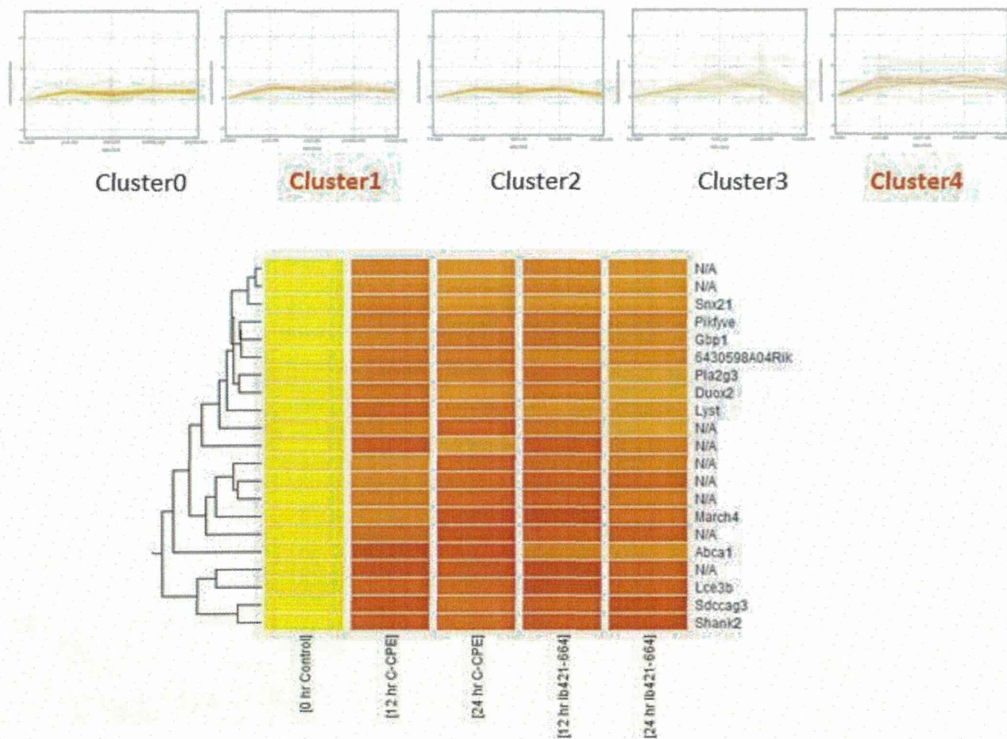 Cluster0
Cluster1
Cluster2
Cluster3
Cluster4
N/A
N/A
Snx21
Pikfyve
Gbp1
6430598A04Rik
Pla2g3
Duox2
Lyst
N/A
N/A
N/A
N/A
N/A
March4
N/A
Abca1
N/A
Lce3b
Sdccag3
Shank2
[0 hr Control]
[12 hr C-CPE]
[24 hr C-CPE]
[12 hr Ib421-664]
[24 hr Ib421-664]